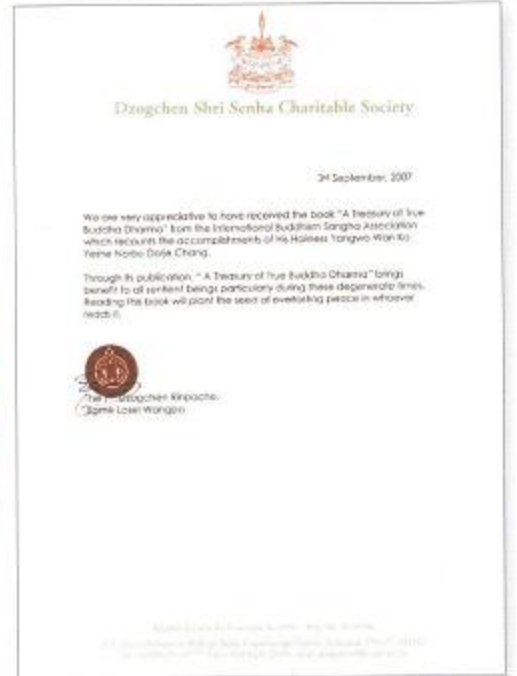 Dzogchen Shri Senha Charitable Society
3rd September, 2007
We are very appreciative to have received the book "A Treasury of True
Buddha Dharma" from the International Buddhism Sangha Association
which recounts the accomplishments of His Holiness Yangwo Wan Ko
Yeshe Norbu Dorje Chang.
Through its publication, " A Treasury of True Buddha Dharma" brings
benefit to all sentient beings particularly during these degenerate times.
Reading this book will plant the seed of everlasting peace in whoever
reads it.
The Dzogchen Rinpoche,
Jigme Losel Wangpo